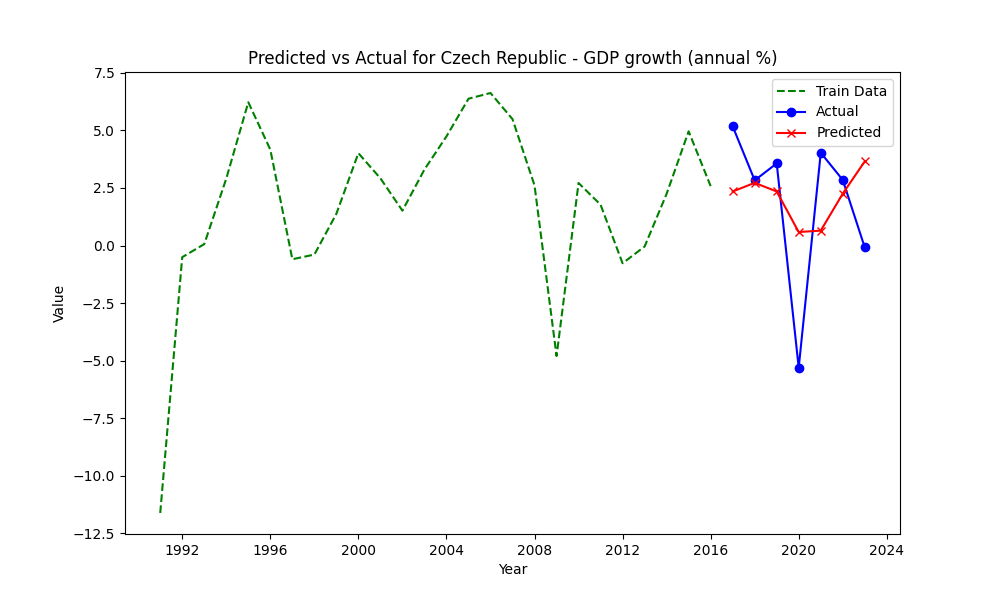 Predicted vs Actual for Czech Republic - GDP growth (annual %)
7.5
5.0
2.5
0.0
−2.5
−5.0
−7.5
−10.0
−12.5
Value
Train Data
Actual
Predicted
1992 1996 2000 2004 2008 2012 2016 2020 2024
Year